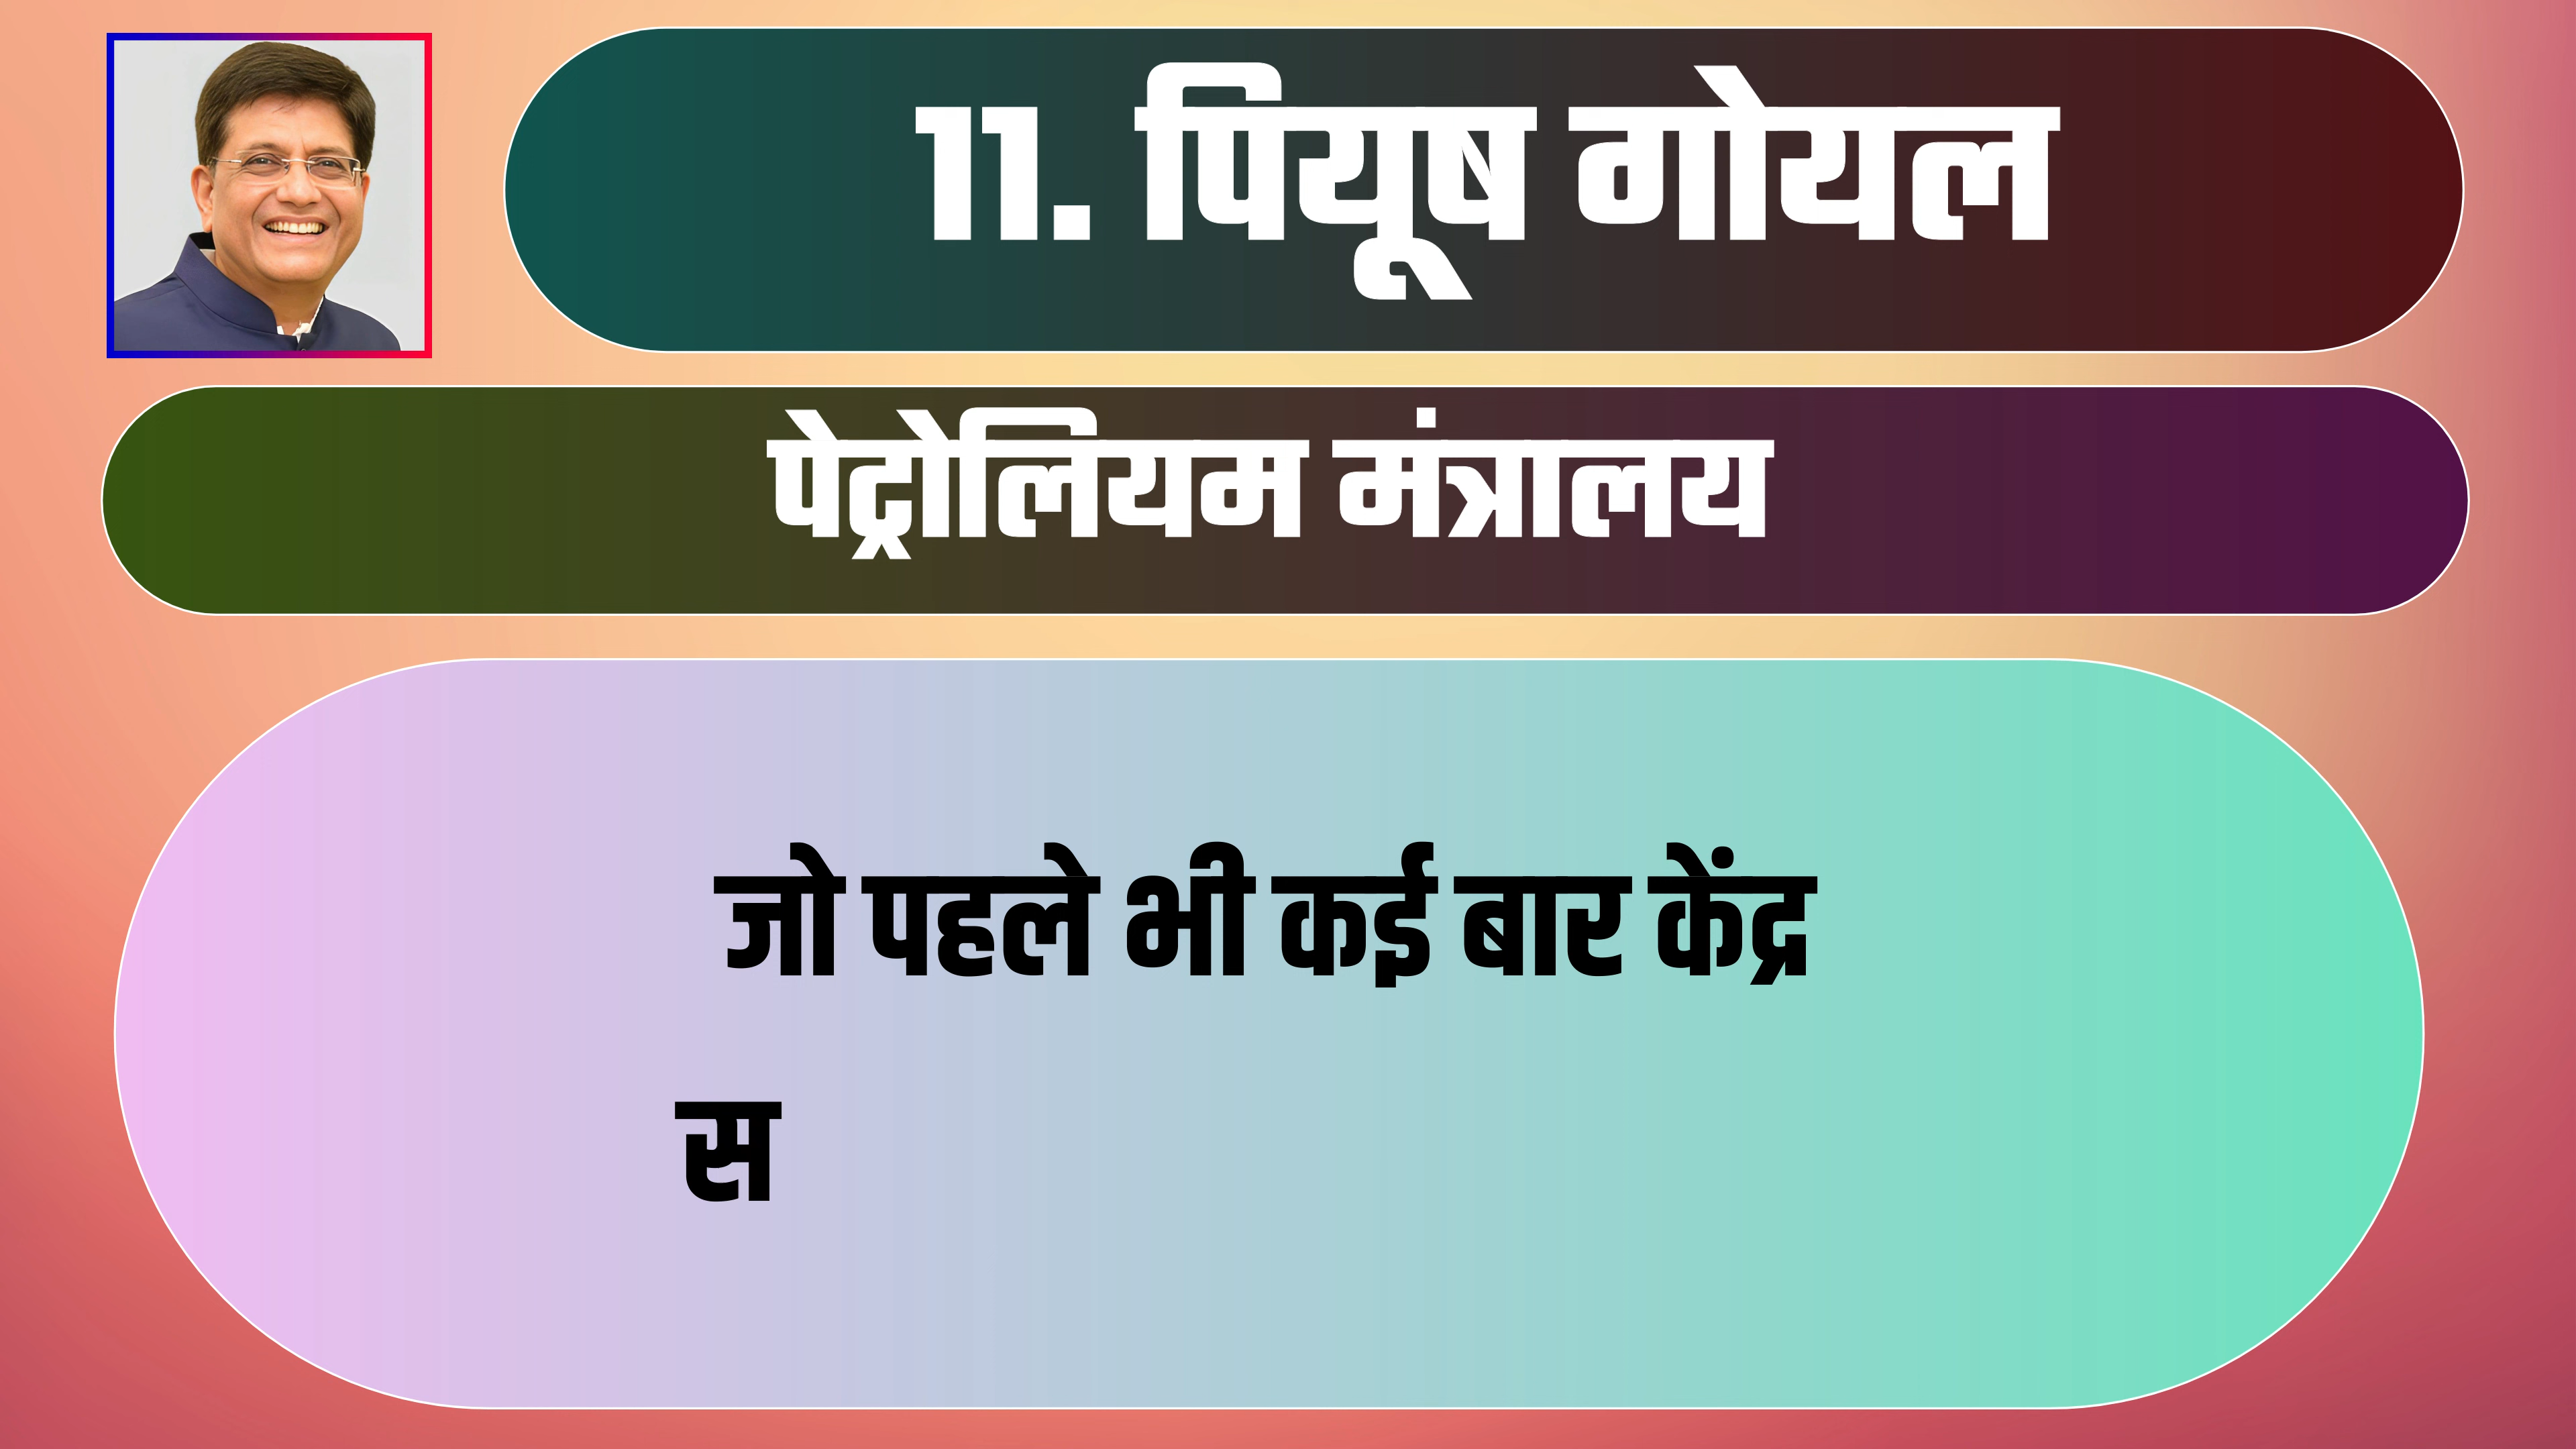 11. पियूष गोयल
पेट्रोलियम मंत्रालय
जो पहले भी कई बार केंद्र
स